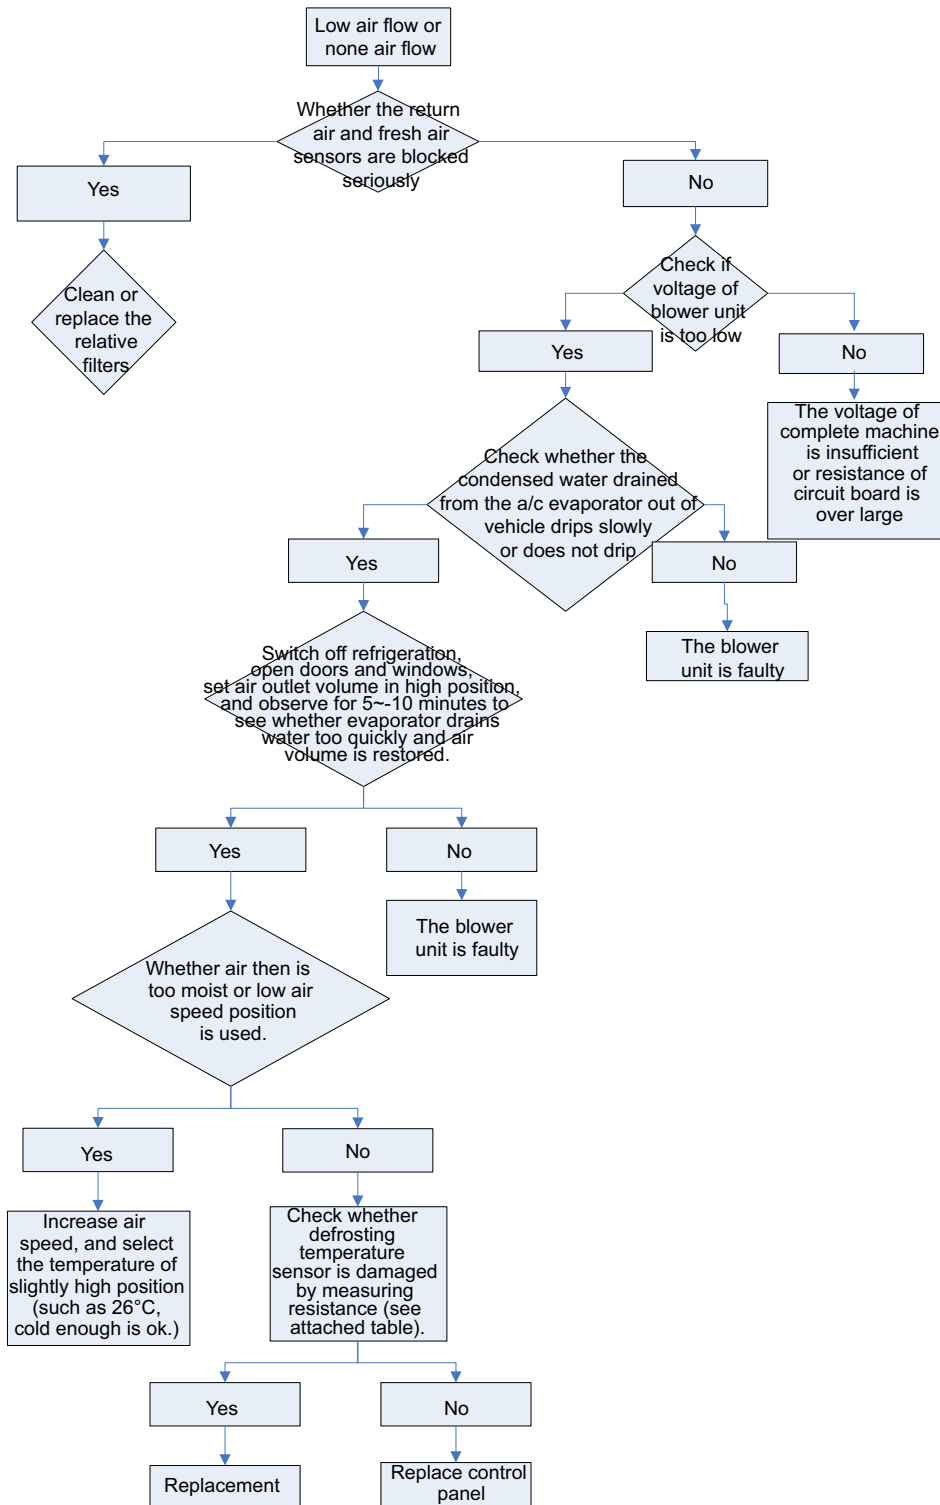 Low air flow or
none air flow
Whether the return
air and fresh air
sensors are blocked
seriously
Yes
No
Clean or
replace the
relative
filters
Check if
voltage of
blower unit
is too low
Yes
No
The voltage of
complete machine
is insufficient
or resistance of
circuit board is
over large
Check whether the
condensed water drained
from the a/c evaporator out of
vehicle drips slowly
or does not drip
Yes
No
The blower
unit is faulty
Switch off refrigeration,
open doors and windows,
set air outlet volume in high position,
and observe for 5~-10 minutes to
see whether evaporator drains
water too quickly and air
volume is restored.
Yes
No
The blower
unit is faulty
Whether air then is
too moist or low air
speed position
is used.
Yes
No
Increase air
speed, and select
the temperature of
slightly high position
(such as 26°C,
cold enough is ok.)
Check whether
defrosting
temperature
sensor is damaged
by measuring
resistance (see
attached table).
Yes
No
Replacement
Replace control
panel